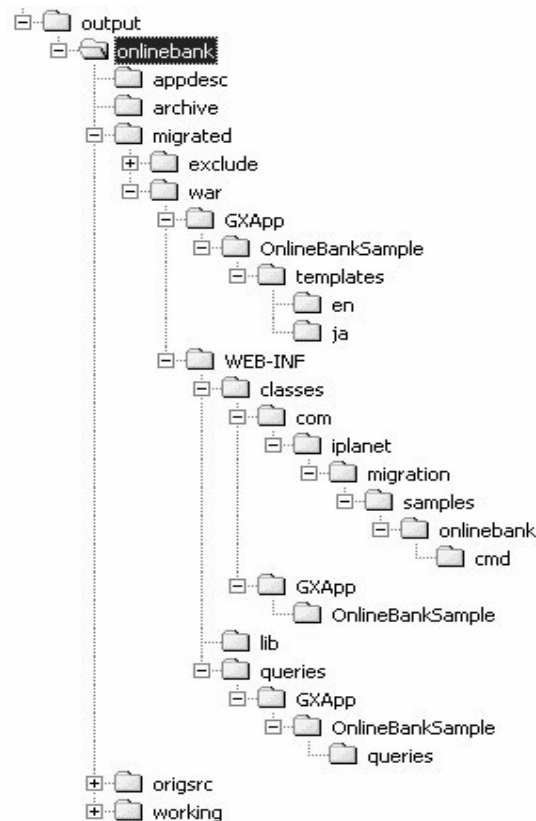 output
onlinebank
appdesc
archive
migrated
exclude
war
GXApp
OnlineBankSample
templates
en
ja
WEB-INF
classes
com
iplanet
migration
samples
onlinebank
cmd
GXApp
OnlineBankSample
lib
queries
GXApp
OnlineBankSample
queries
origsrc
working